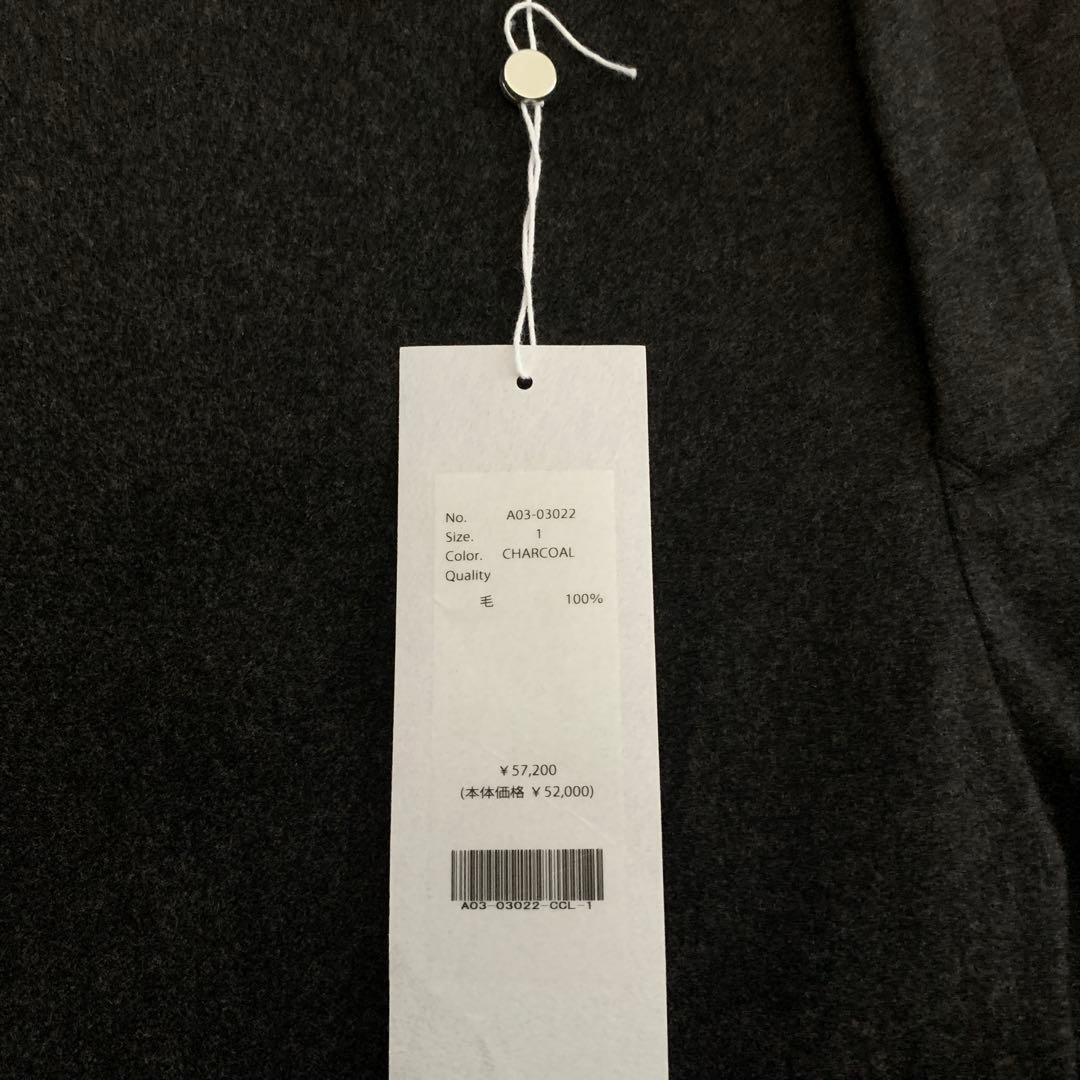 No. A03-03022
Size. 1
Color. CHARCOAL
Quality
毛 100%
¥57,200
(本体価格 ¥52,000)
A03-03022-CCL-1